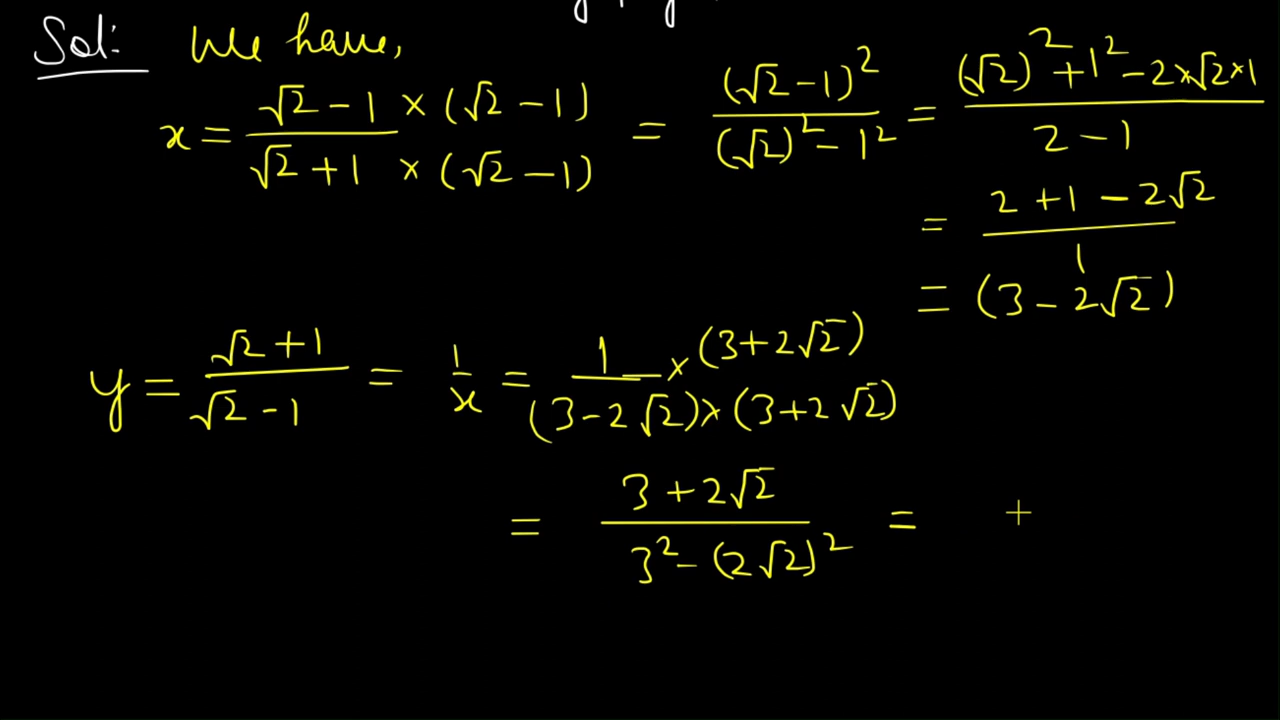 Sol: We have,
x = √2 - 1 × (√2 - 1) / √2 + 1 × (√2 - 1) = (√2 - 1)² / (√2)² - 1² = (√2)² + 1² - 2×√2×1 / 2 - 1
= 2 + 1 - 2√2 / 1
= (3 - 2√2)
y = √2 + 1 / √2 - 1 = 1/x = 1 × (3 + 2√2) / (3 - 2√2) × (3 + 2√2)
= 3 + 2√2 / 3² - (2√2)² =